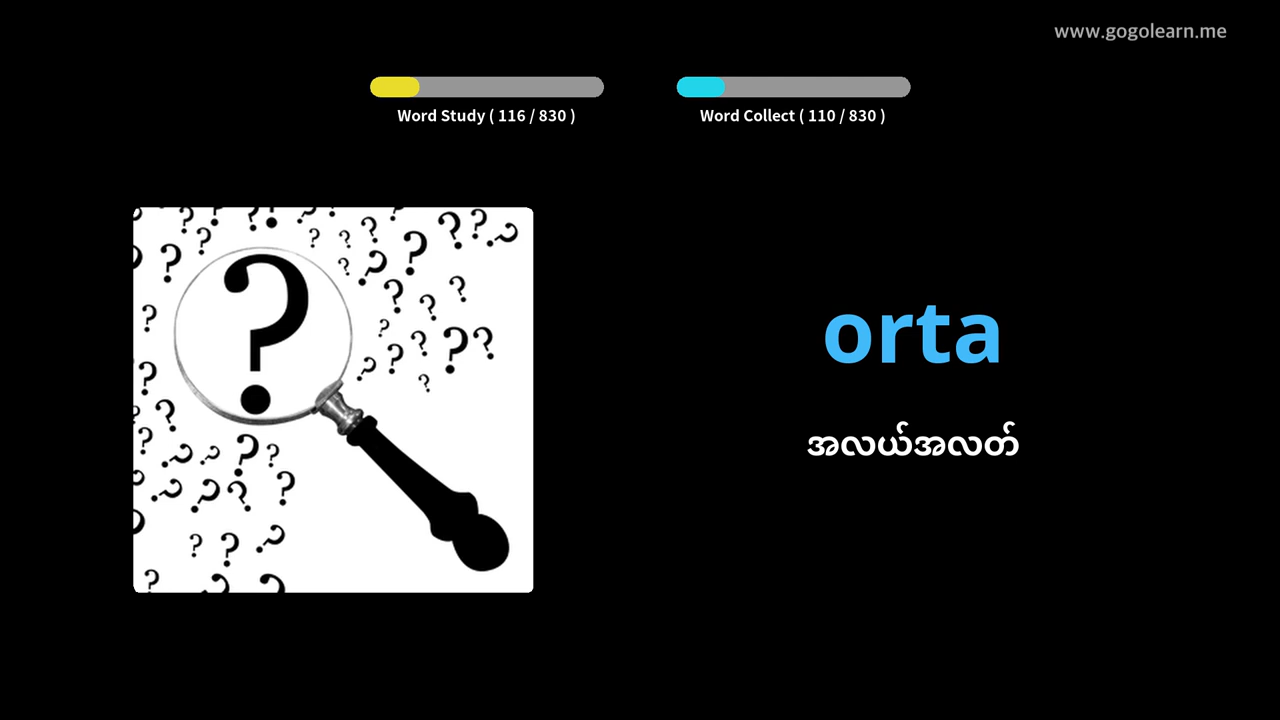 www.gogolearn.me
Word Study ( 116 / 830 )
Word Collect ( 110 / 830 )
orta
အလယ်အလတ်